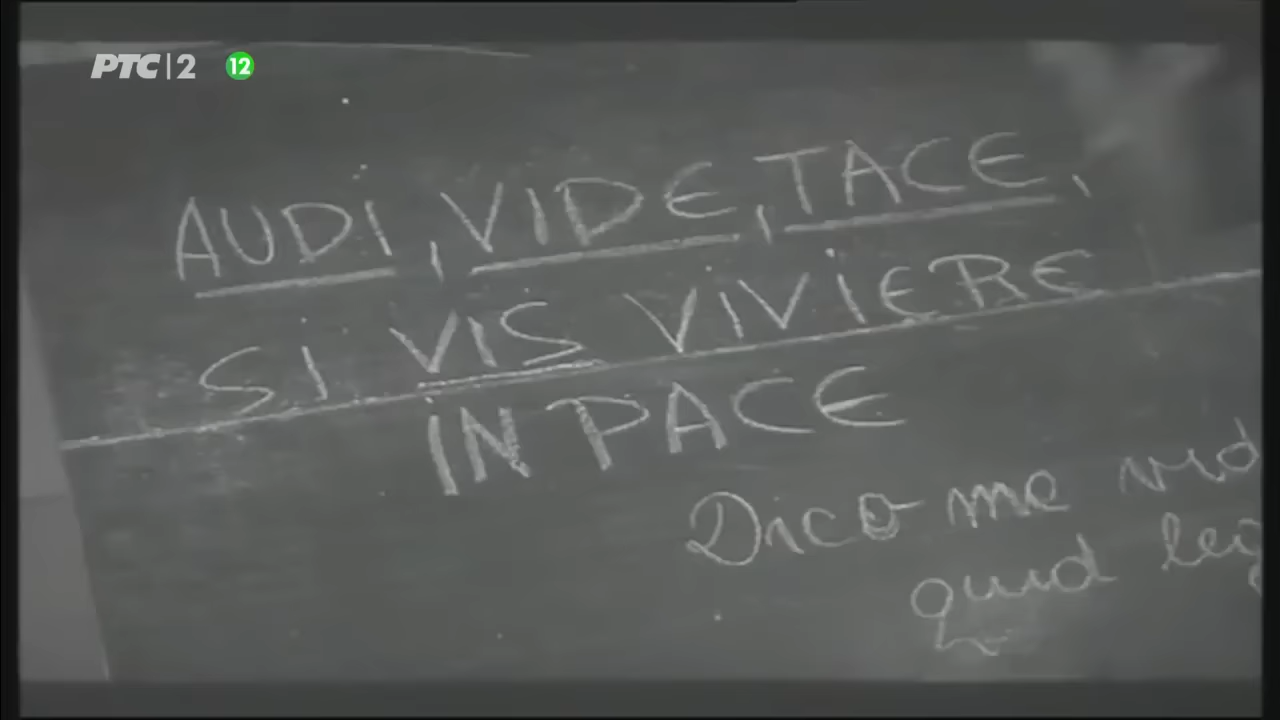 РТС|2 12
AUDI, VIDE, TACE,
SI VIS VIVIERE
IN PACE
Dico me
quid